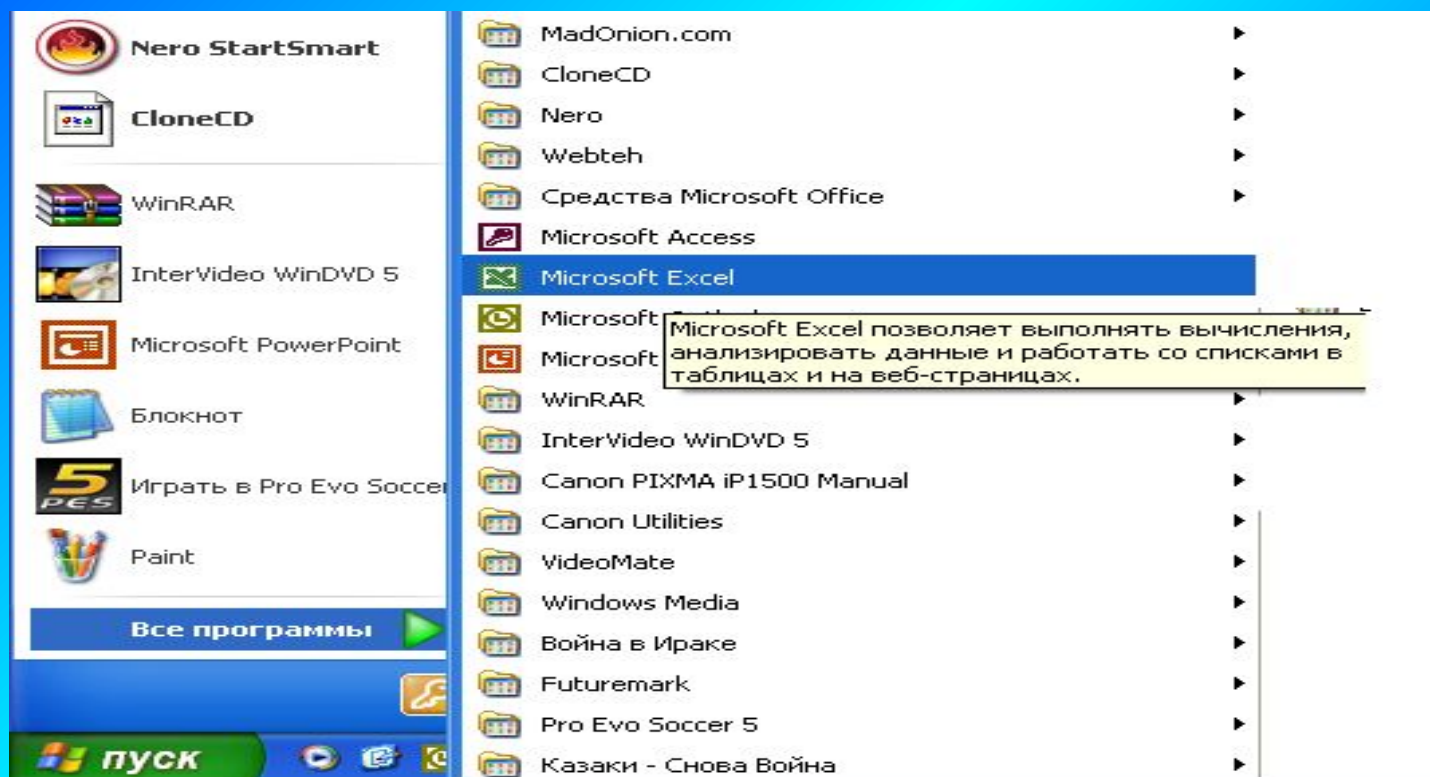 Nero StartSmart
CloneCD
WinRAR
InterVideo WinDVD 5
Microsoft PowerPoint
Блокнот
5
PES
Играть в Pro Evo Soccer
Paint
Все программы
пуск
MadOnion.com
CloneCD
Nero
Webteh
Средства Microsoft Office
Microsoft Access
Microsoft Excel
Microsoft
Microsoft
Microsoft Excel позволяет выполнять вычисления,
анализировать данные и работать со списками в
таблицах и на веб-страницах.
WinRAR
InterVideo WinDVD 5
Canon PIXMA iP1500 Manual
Canon Utilities
VideoMate
Windows Media
Война в Ираке
Futuremark
Pro Evo Soccer 5
Казаки - Снова Война